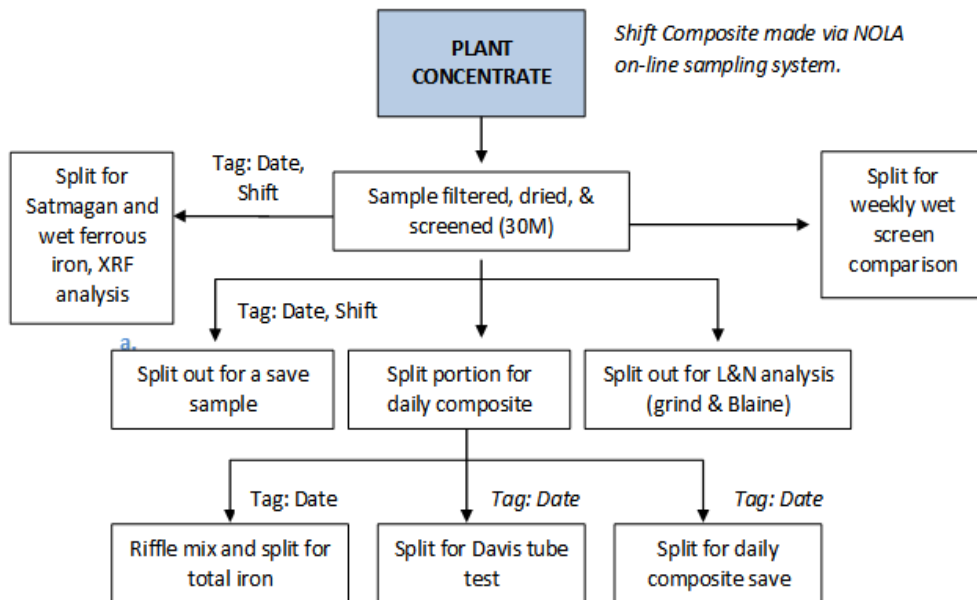 PLANT
CONCENTRATE
Shift Composite made via NOLA
on-line sampling system.
Tag: Date,
Shift
Split for
Satmagan and
wet ferrous
iron, XRF
analysis
Sample filtered, dried, &
screened (30M)
Split for
weekly wet
screen
comparison
Tag: Date, Shift
a.
Split out for a save
sample
Split portion for
daily composite
Split out for L&N analysis
(grind & Blaine)
Tag: Date
Tag: Date
Tag: Date
Riffle mix and split for
total iron
Split for Davis tube
test
Split for daily
composite save